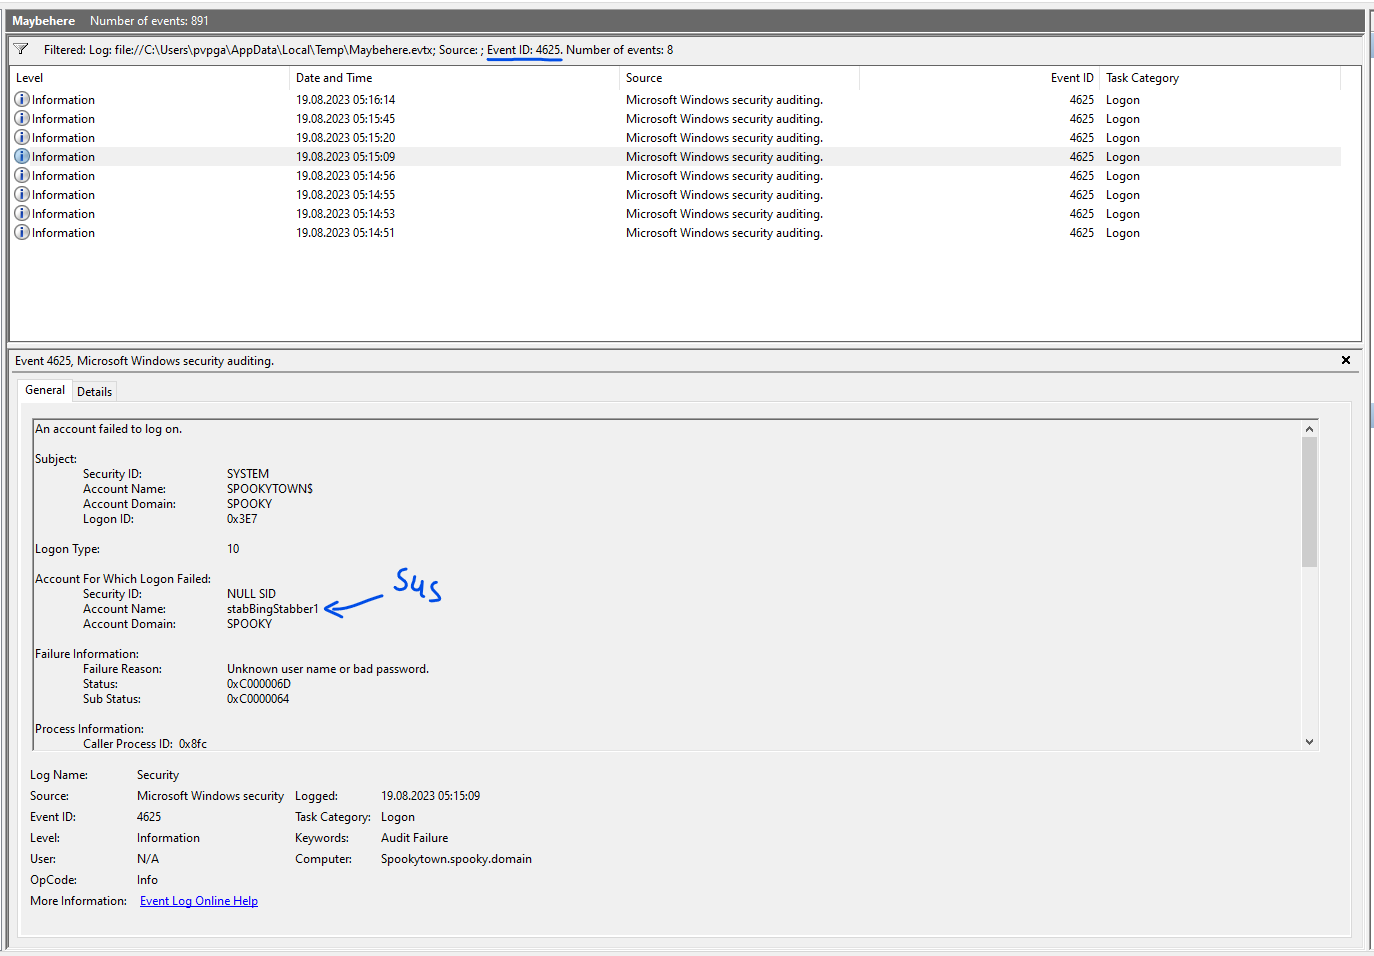 Maybehere Number of events: 891
Filtered: Log: file://C:\Users\pvpga\AppData\Local\Temp\Maybehere.evtx; Source: ; Event ID: 4625. Number of events: 8
Level Date and Time Source Event ID Task Category
Information 19.08.2023 05:16:14 Microsoft Windows security auditing. 4625 Logon
Information 19.08.2023 05:15:45 Microsoft Windows security auditing. 4625 Logon
Information 19.08.2023 05:15:20 Microsoft Windows security auditing. 4625 Logon
Information 19.08.2023 05:15:09 Microsoft Windows security auditing. 4625 Logon
Information 19.08.2023 05:14:56 Microsoft Windows security auditing. 4625 Logon
Information 19.08.2023 05:14:55 Microsoft Windows security auditing. 4625 Logon
Information 19.08.2023 05:14:53 Microsoft Windows security auditing. 4625 Logon
Information 19.08.2023 05:14:51 Microsoft Windows security auditing. 4625 Logon
Event 4625, Microsoft Windows security auditing.
General Details
An account failed to log on.
Subject:
Security ID: SYSTEM
Account Name: SPOOKYTOWN$
Account Domain: SPOOKY
Logon ID: 0x3E7
Logon Type: 10
Account For Which Logon Failed:
Security ID: NULL SID
Account Name: stabBingStabber1 sus
Account Domain: SPOOKY
Failure Information:
Failure Reason: Unknown user name or bad password.
Status: 0xC000006D
Sub Status: 0xC0000064
Process Information:
Caller Process ID: 0x8fc
Log Name: Security
Source: Microsoft Windows security Logged: 19.08.2023 05:15:09
Event ID: 4625 Task Category: Logon
Level: Information Keywords: Audit Failure
User: N/A Computer: Spookytown.spooky.domain
OpCode: Info
More Information: Event Log Online Help